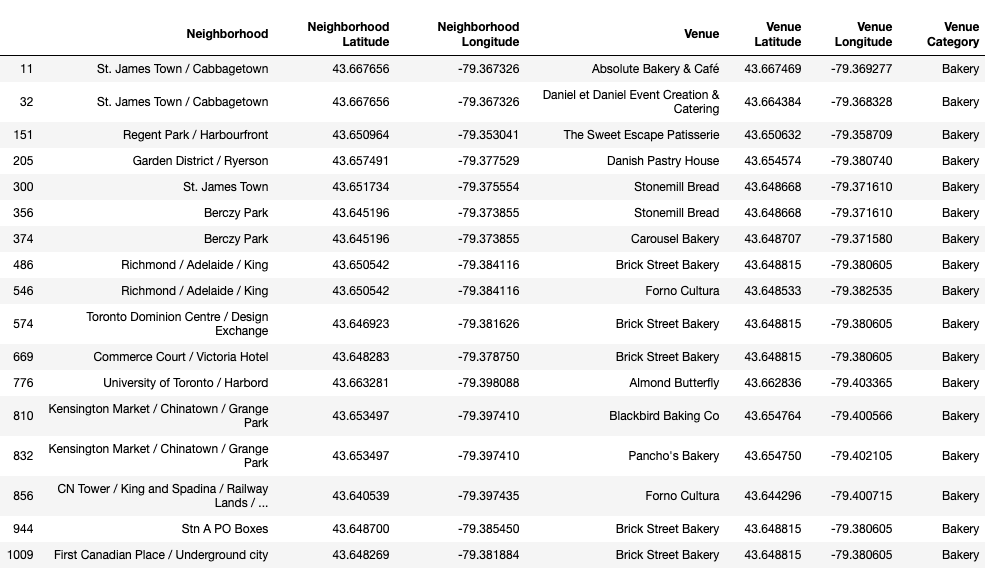 Neighborhood Neighborhood Latitude Neighborhood Longitude Venue Venue Latitude Venue Longitude Venue Category
11 St. James Town / Cabbagetown 43.667656 -79.367326 Absolute Bakery & Café 43.667469 -79.369277 Bakery
32 St. James Town / Cabbagetown 43.667656 -79.367326 Daniel et Daniel Event Creation & Catering 43.664384 -79.368328 Bakery
151 Regent Park / Harbourfront 43.650964 -79.353041 The Sweet Escape Patisserie 43.650632 -79.358709 Bakery
205 Garden District / Ryerson 43.657491 -79.377529 Danish Pastry House 43.654574 -79.380740 Bakery
300 St. James Town 43.651734 -79.375554 Stonemill Bread 43.648668 -79.371610 Bakery
356 Berczy Park 43.645196 -79.373855 Stonemill Bread 43.648668 -79.371610 Bakery
374 Berczy Park 43.645196 -79.373855 Carousel Bakery 43.648707 -79.371580 Bakery
486 Richmond / Adelaide / King 43.650542 -79.384116 Brick Street Bakery 43.648815 -79.380605 Bakery
546 Richmond / Adelaide / King 43.650542 -79.384116 Forno Cultura 43.648533 -79.382535 Bakery
574 Toronto Dominion Centre / Design Exchange 43.646923 -79.381626 Brick Street Bakery 43.648815 -79.380605 Bakery
669 Commerce Court / Victoria Hotel 43.648283 -79.378750 Brick Street Bakery 43.648815 -79.380605 Bakery
776 University of Toronto / Harbord 43.663281 -79.398088 Almond Butterfly 43.662836 -79.403365 Bakery
810 Kensington Market / Chinatown / Grange Park 43.653497 -79.397410 Blackbird Baking Co 43.654764 -79.400566 Bakery
832 Kensington Market / Chinatown / Grange Park 43.653497 -79.397410 Pancho's Bakery 43.654750 -79.402105 Bakery
856 CN Tower / King and Spadina / Railway Lands / ... 43.640539 -79.397435 Forno Cultura 43.644296 -79.400715 Bakery
944 Stn A PO Boxes 43.648700 -79.385450 Brick Street Bakery 43.648815 -79.380605 Bakery
1009 First Canadian Place / Underground city 43.648269 -79.381884 Brick Street Bakery 43.648815 -79.380605 Bakery